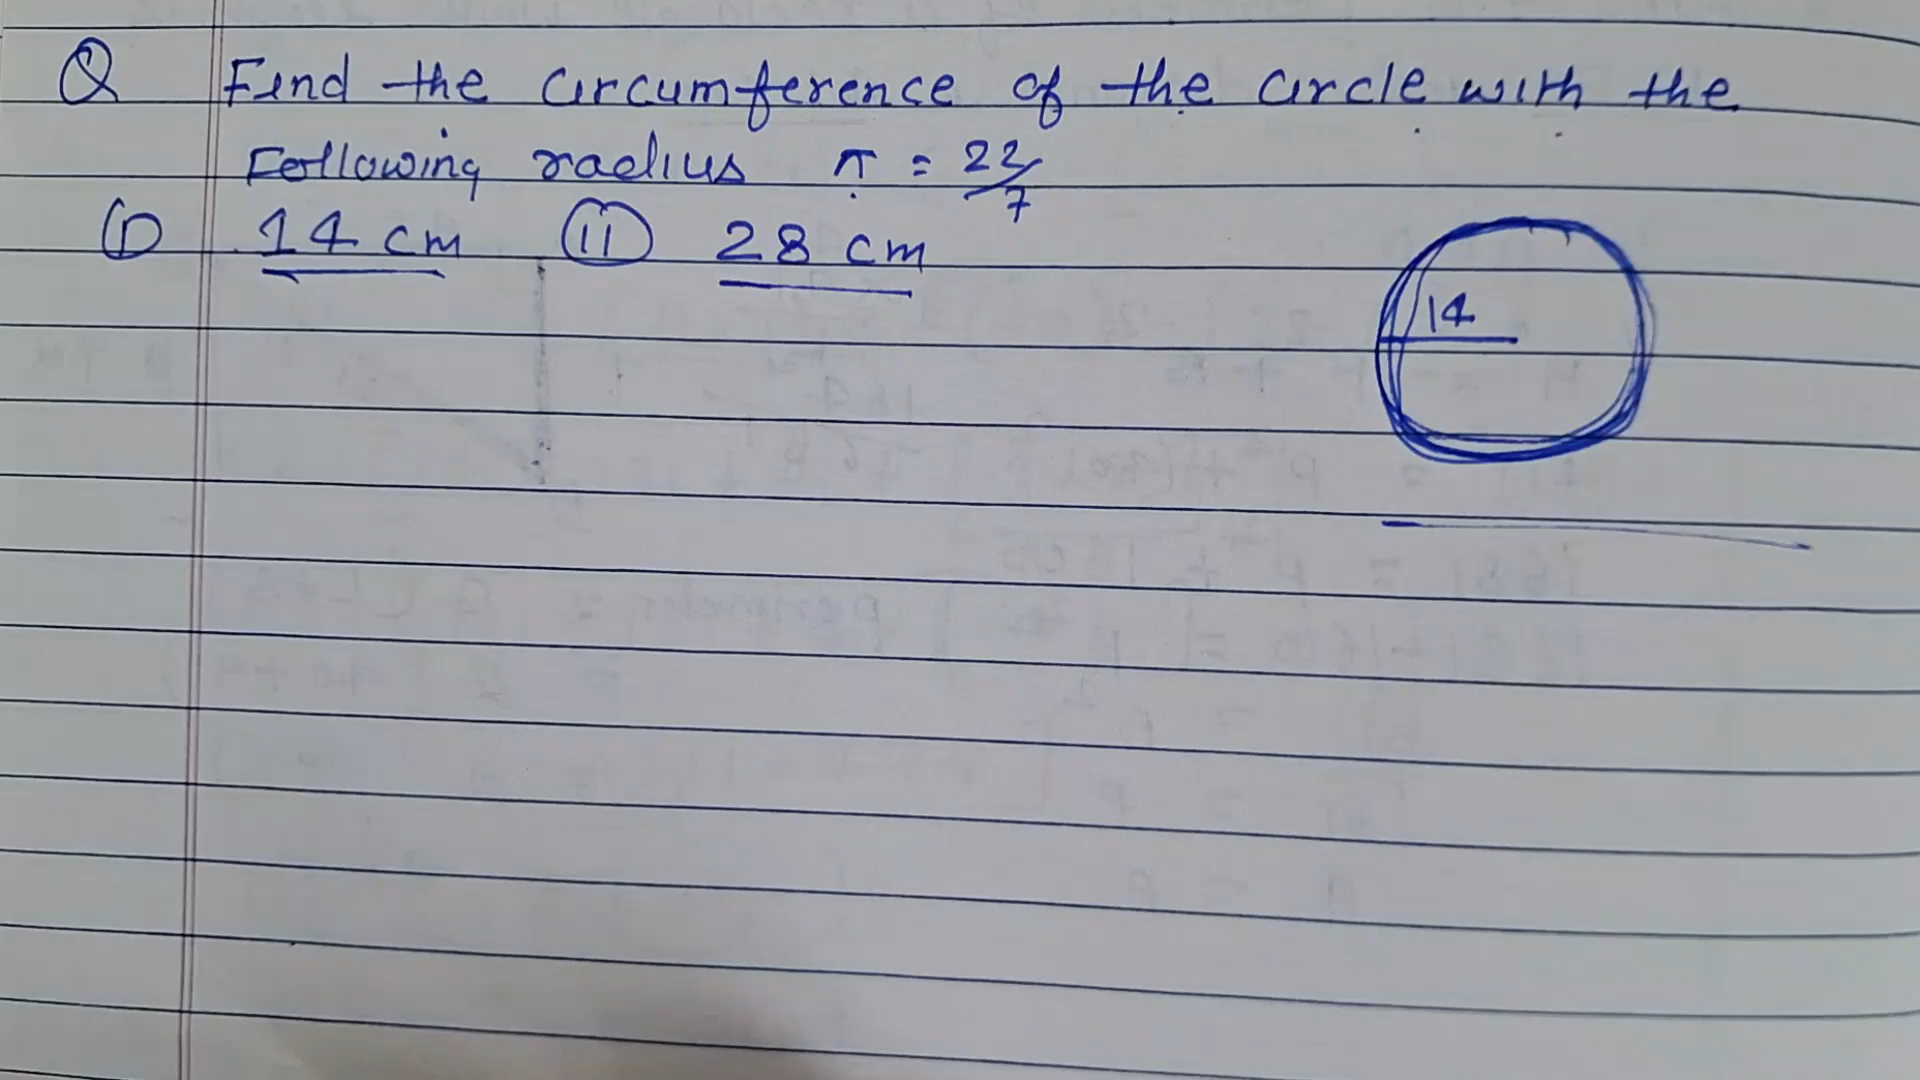 Q Find the circumference of the circle with the
Following radius π = 22/7
(i) 14 cm (ii) 28 cm
14